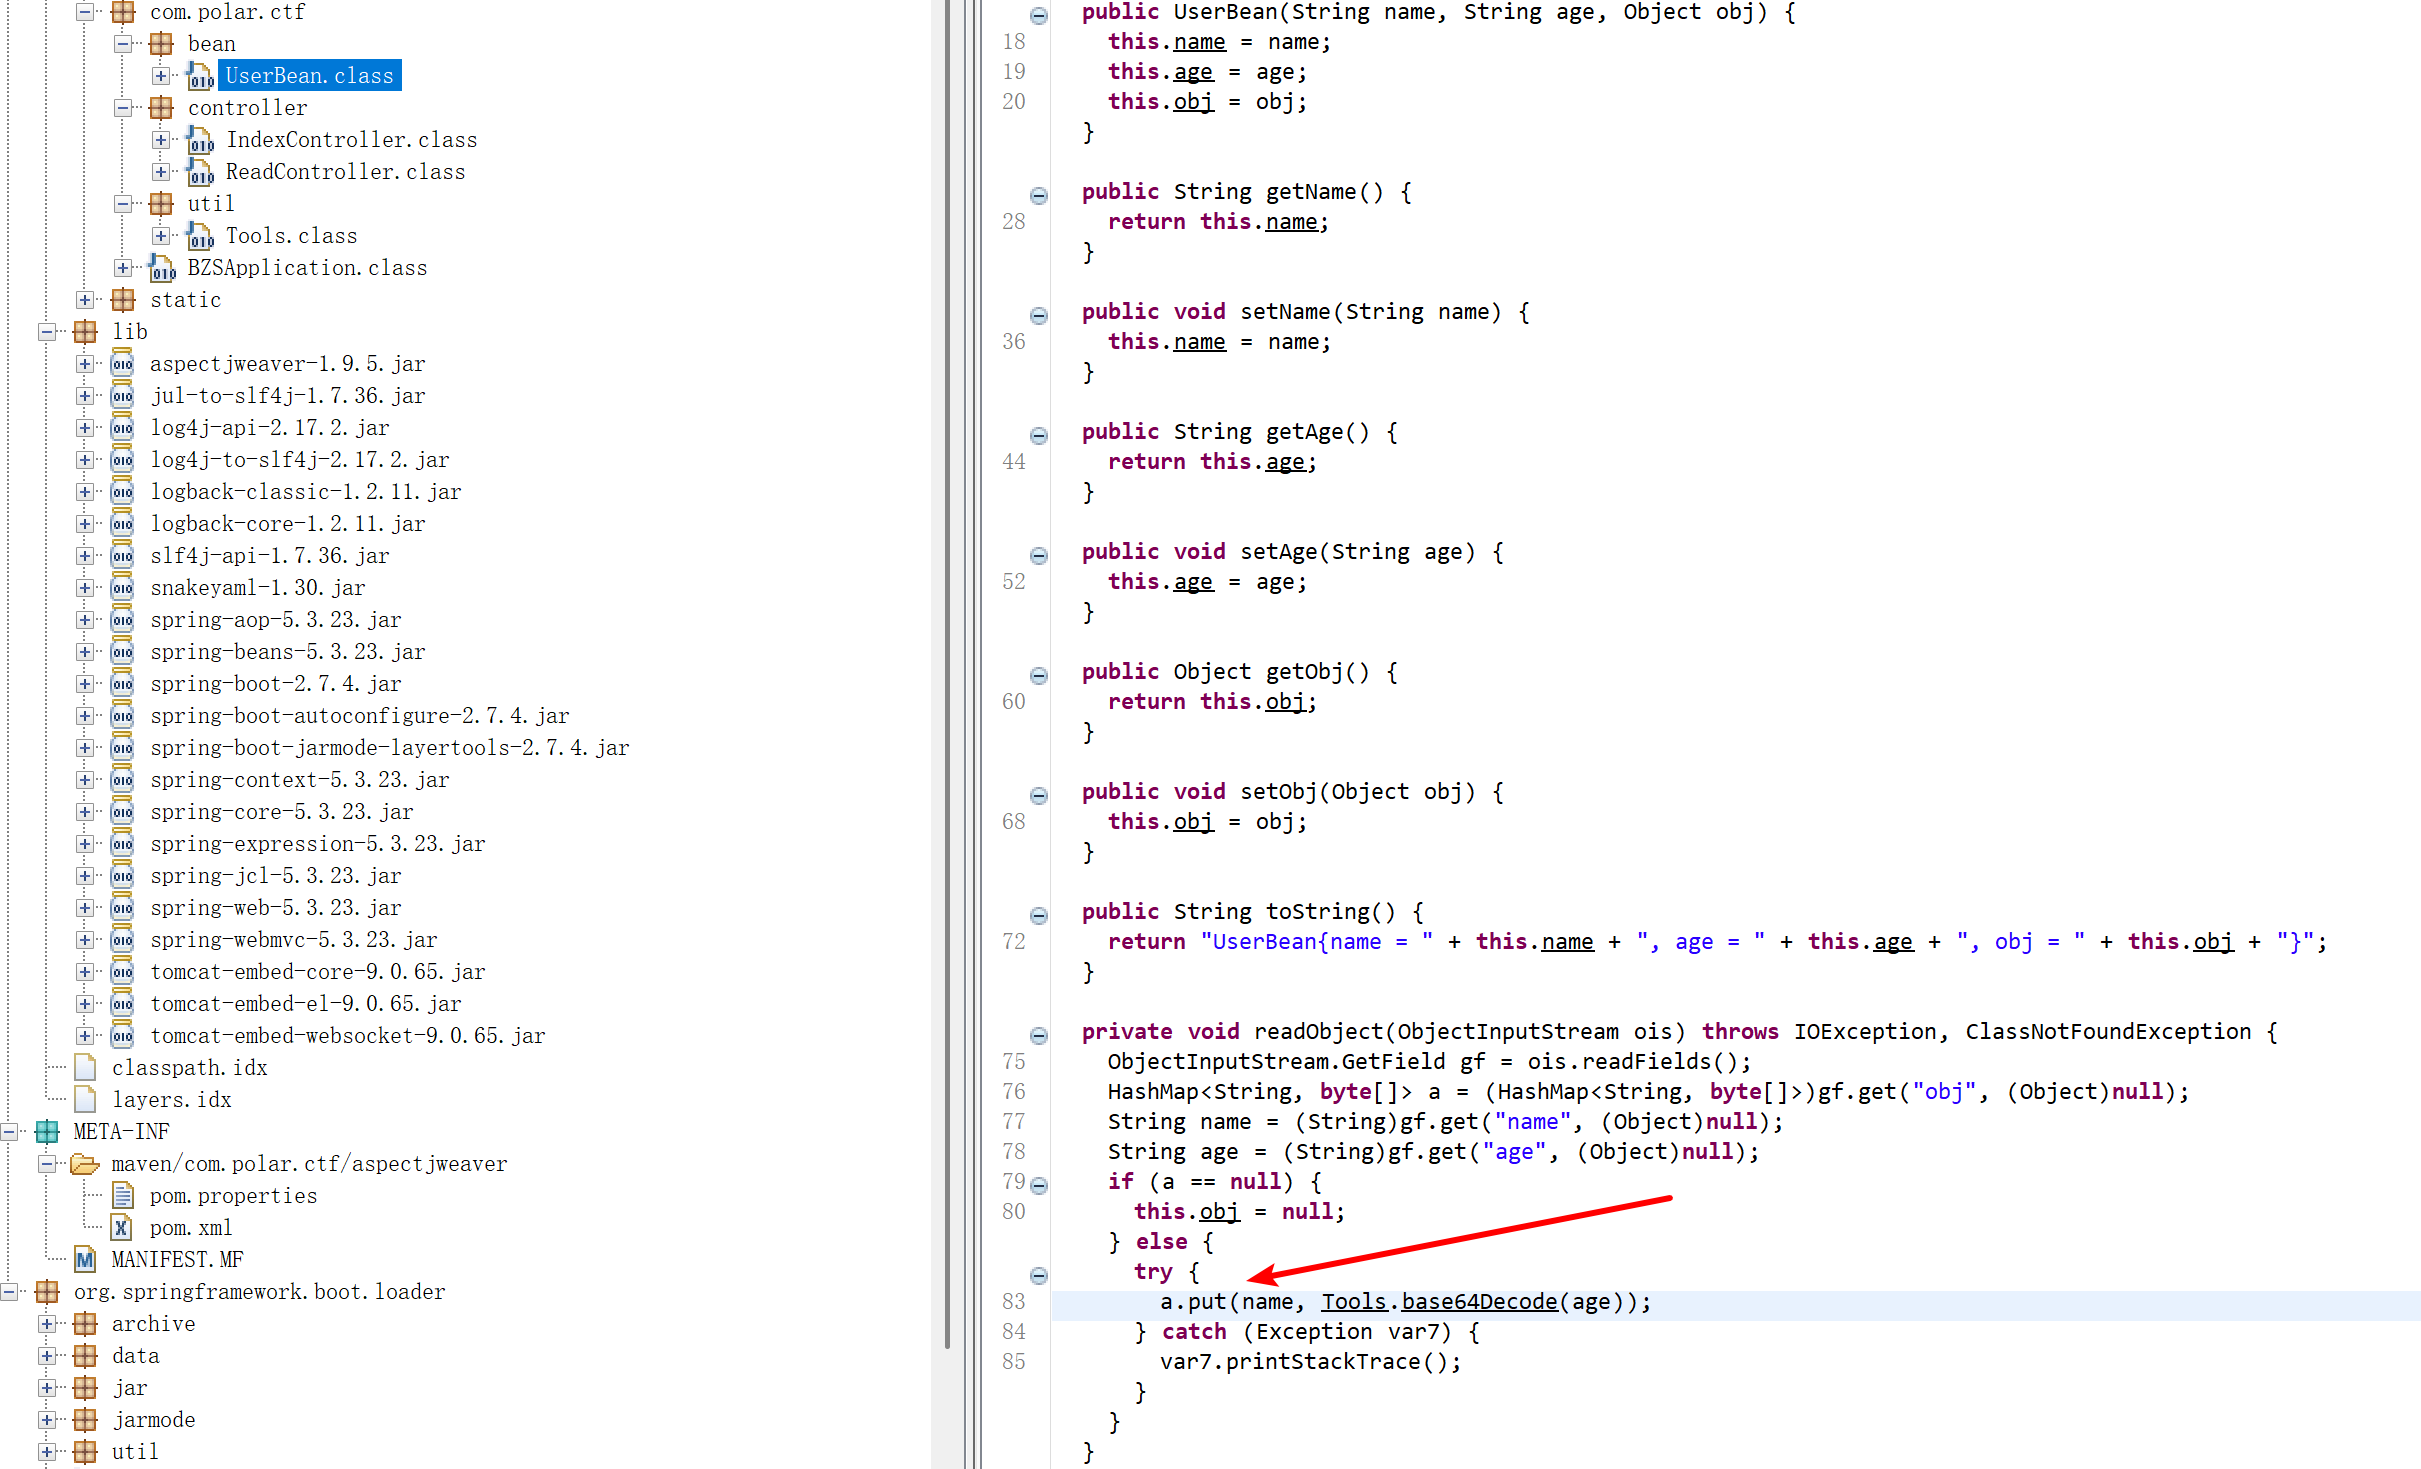 com.polar.ctf
bean
UserBean.class
controller
IndexController.class
ReadController.class
util
Tools.class
BZSApplication.class
static
lib
aspectjweaver-1.9.5.jar
jul-to-slf4j-1.7.36.jar
log4j-api-2.17.2.jar
log4j-to-slf4j-2.17.2.jar
logback-classic-1.2.11.jar
logback-core-1.2.11.jar
slf4j-api-1.7.36.jar
snakeyaml-1.30.jar
spring-aop-5.3.23.jar
spring-beans-5.3.23.jar
spring-boot-2.7.4.jar
spring-boot-autoconfigure-2.7.4.jar
spring-boot-jarmode-layertools-2.7.4.jar
spring-context-5.3.23.jar
spring-core-5.3.23.jar
spring-expression-5.3.23.jar
spring-jcl-5.3.23.jar
spring-web-5.3.23.jar
spring-webmvc-5.3.23.jar
tomcat-embed-core-9.0.65.jar
tomcat-embed-el-9.0.65.jar
tomcat-embed-websocket-9.0.65.jar
classpath.idx
layers.idx
META-INF
maven/com.polar.ctf/aspectjweaver
pom.properties
pom.xml
MANIFEST.MF
org.springframework.boot.loader
archive
data
jar
jarmode
util
public UserBean(String name, String age, Object obj) {
18 this.name = name;
19 this.age = age;
20 this.obj = obj;
}
public String getName() {
28 return this.name;
}
public void setName(String name) {
36 this.name = name;
}
public String getAge() {
44 return this.age;
}
public void setAge(String age) {
52 this.age = age;
}
public Object getObj() {
60 return this.obj;
}
public void setObj(Object obj) {
68 this.obj = obj;
}
public String toString() {
72 return "UserBean{name = " + this.name + ", age = " + this.age + ", obj = " + this.obj + "}";
}
private void readObject(ObjectInputStream ois) throws IOException, ClassNotFoundException {
75 ObjectInputStream.GetField gf = ois.readFields();
76 HashMap<String, byte[]> a = (HashMap<String, byte[]>)gf.get("obj", (Object)null);
77 String name = (String)gf.get("name", (Object)null);
78 String age = (String)gf.get("age", (Object)null);
79 if (a == null) {
80 this.obj = null;
} else {
try {
83 a.put(name, Tools.base64Decode(age));
84 } catch (Exception var7) {
85 var7.printStackTrace();
}
}
}